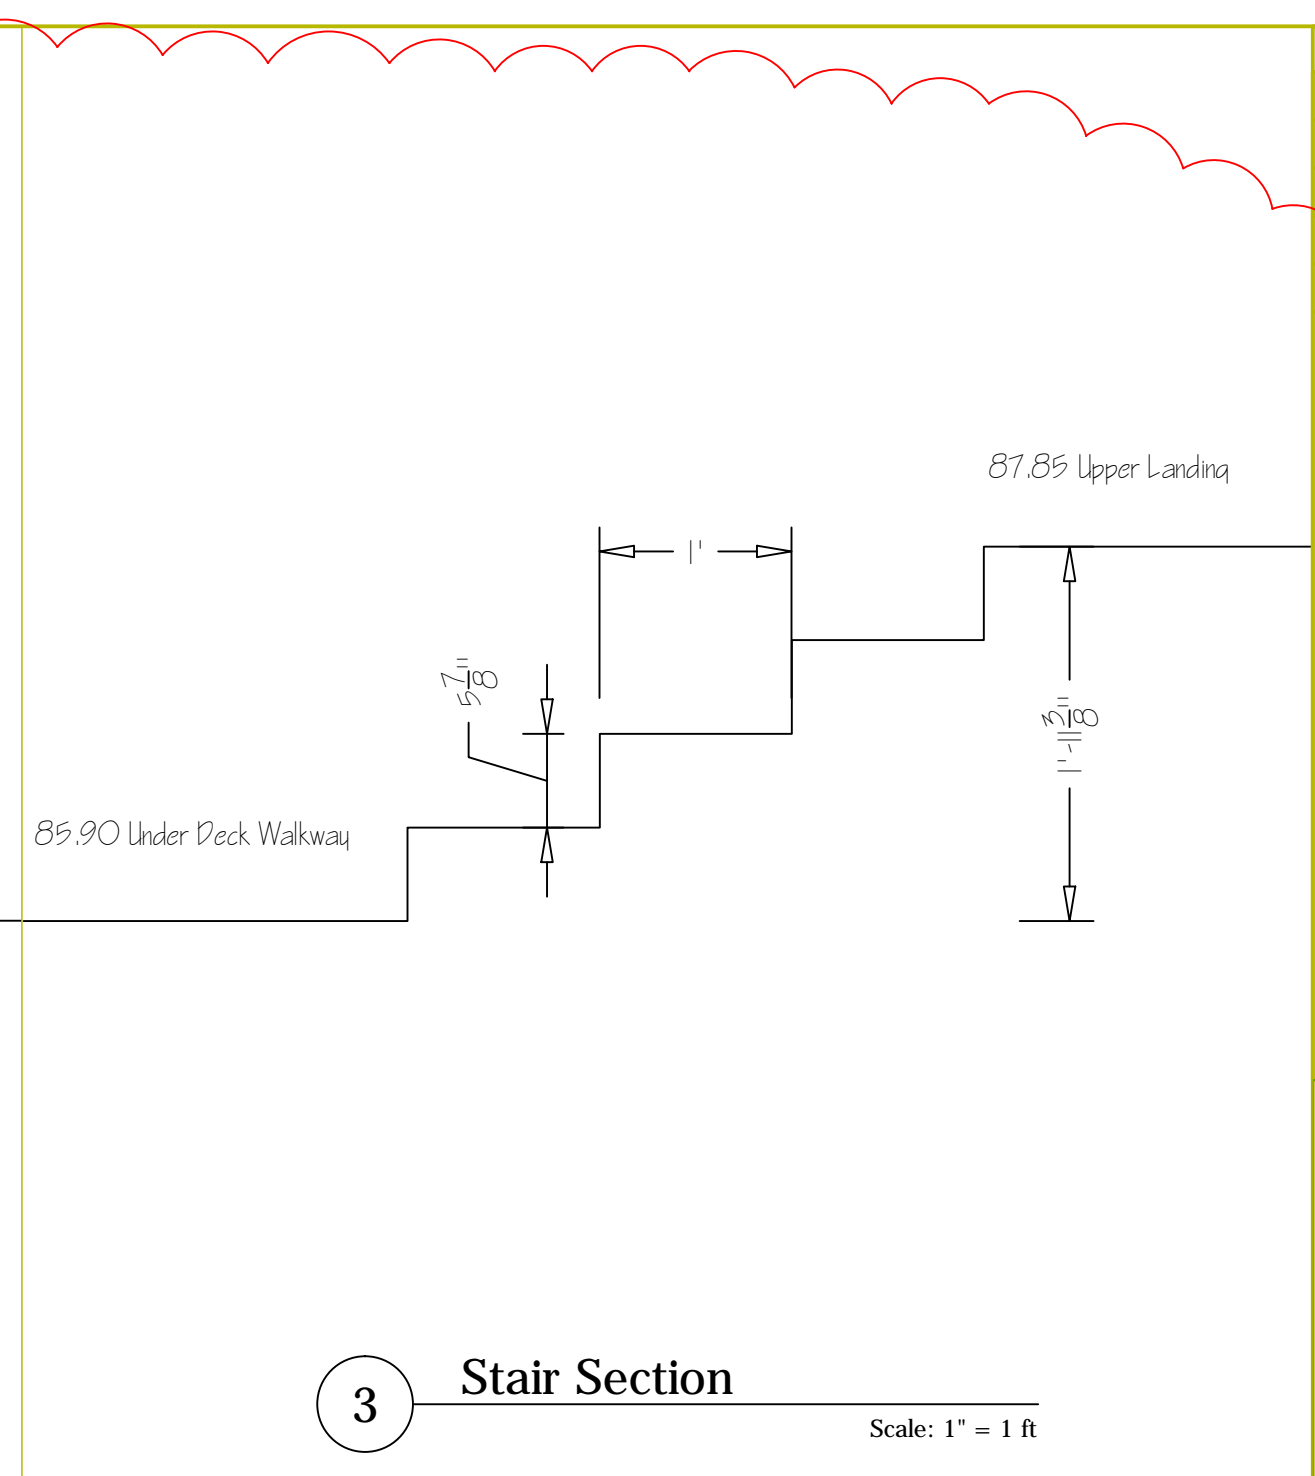 87.85 Upper Landing
1'
5 7/8"
1'-11 3/8"
85.90 Under Deck Walkway
3
Stair Section
Scale: 1" = 1 ft